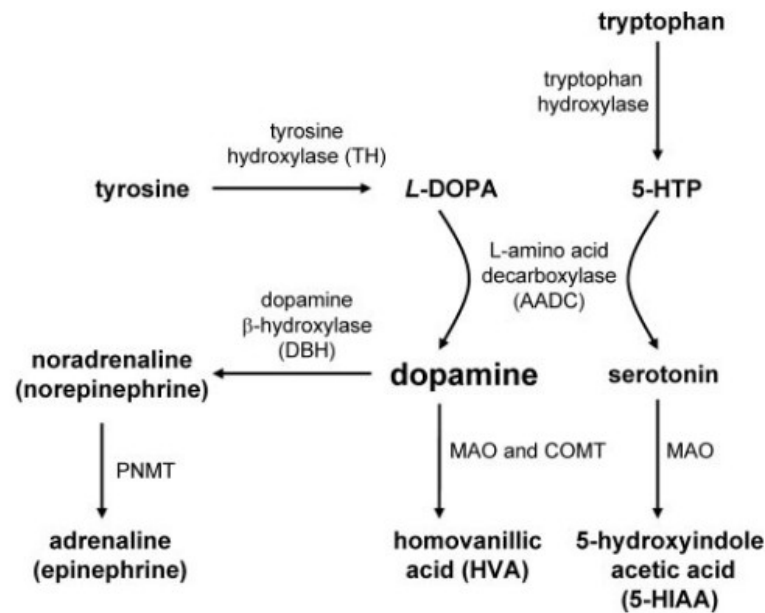 tryptophan
tryptophan
hydroxylase
tyrosine
hydroxylase (TH)
tyrosine
L-DOPA
5-HTP
L-amino acid
decarboxylase
(AADC)
dopamine
β-hydroxylase
(DBH)
noradrenaline
(norepinephrine)
dopamine
serotonin
PNMT
MAO and COMT
MAO
adrenaline
(epinephrine)
homovanillic
acid (HVA)
5-hydroxyindole
acetic acid
(5-HIAA)